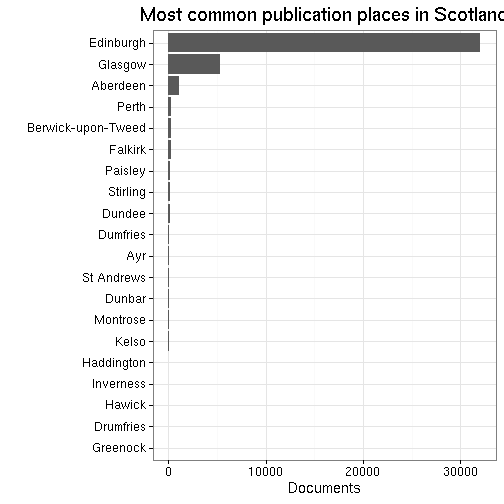 Most common publication places in Scotland
Edinburgh
Glasgow
Aberdeen
Perth
Berwick-upon-Tweed
Falkirk
Paisley
Stirling
Dundee
Dumfries
Ayr
St Andrews
Dunbar
Montrose
Kelso
Haddington
Inverness
Hawick
Drumfries
Greenock
0 10000 20000 30000
Documents